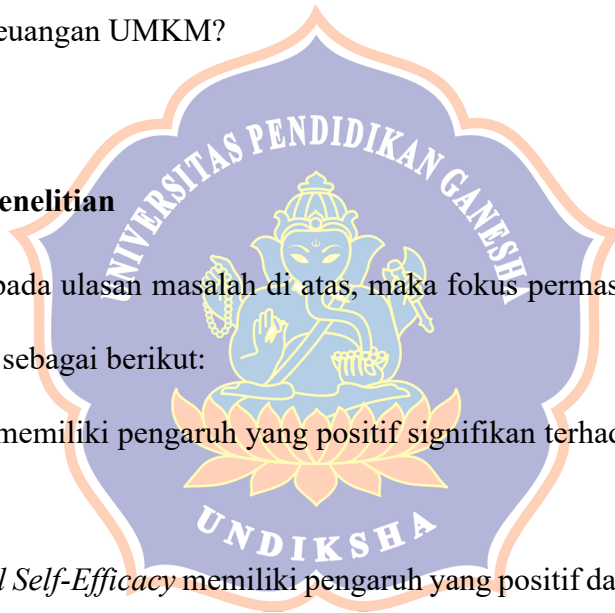 euangan UMKM?
UNIVERSITAS PENDIDIKAN GANESHA
enelitian
pada ulasan masalah di atas, maka fokus permas
sebagai berikut:
memiliki pengaruh yang positif signifikan terhad
UNDIKSHA
l Self-Efficacy memiliki pengaruh yang positif da